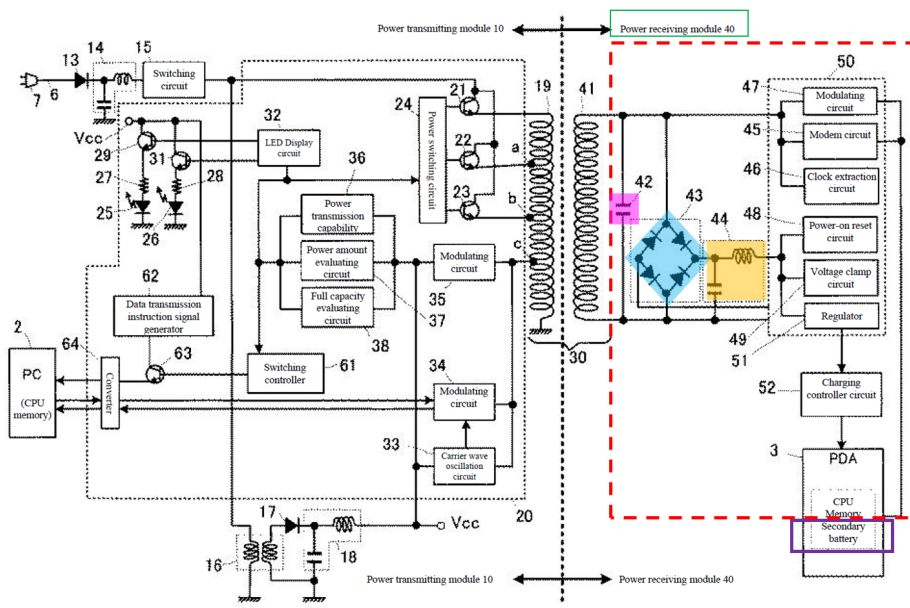 Power transmitting module 10
Power receiving module 40
13
14
15
7
6
Switching
circuit
Vcc
29
31
27
28
25
26
32
LED Display
circuit
24
Power switching circuit
21
22
23
19
41
a
b
c
36
Power
transmission
capability
Power amount
evaluating
circuit
37
Full capacity
evaluating
circuit
38
Modulating
circuit
35
62
Data transmission
instruction signal
generator
63
64
2
PC
(CPU
memory)
Converter
Switching
controller
61
34
Modulating
circuit
33
Carrier wave
oscillation
circuit
20
30
17
Vcc
16
18
42
43
44
50
47
Modulating
circuit
45
Modem circuit
46
Clock extraction
circuit
48
Power-on reset
circuit
49
Voltage clamp
circuit
51
Regulator
52
Charging
controller circuit
3
PDA
CPU
Memory
Secondary
battery
Power transmitting module 10
Power receiving module 40